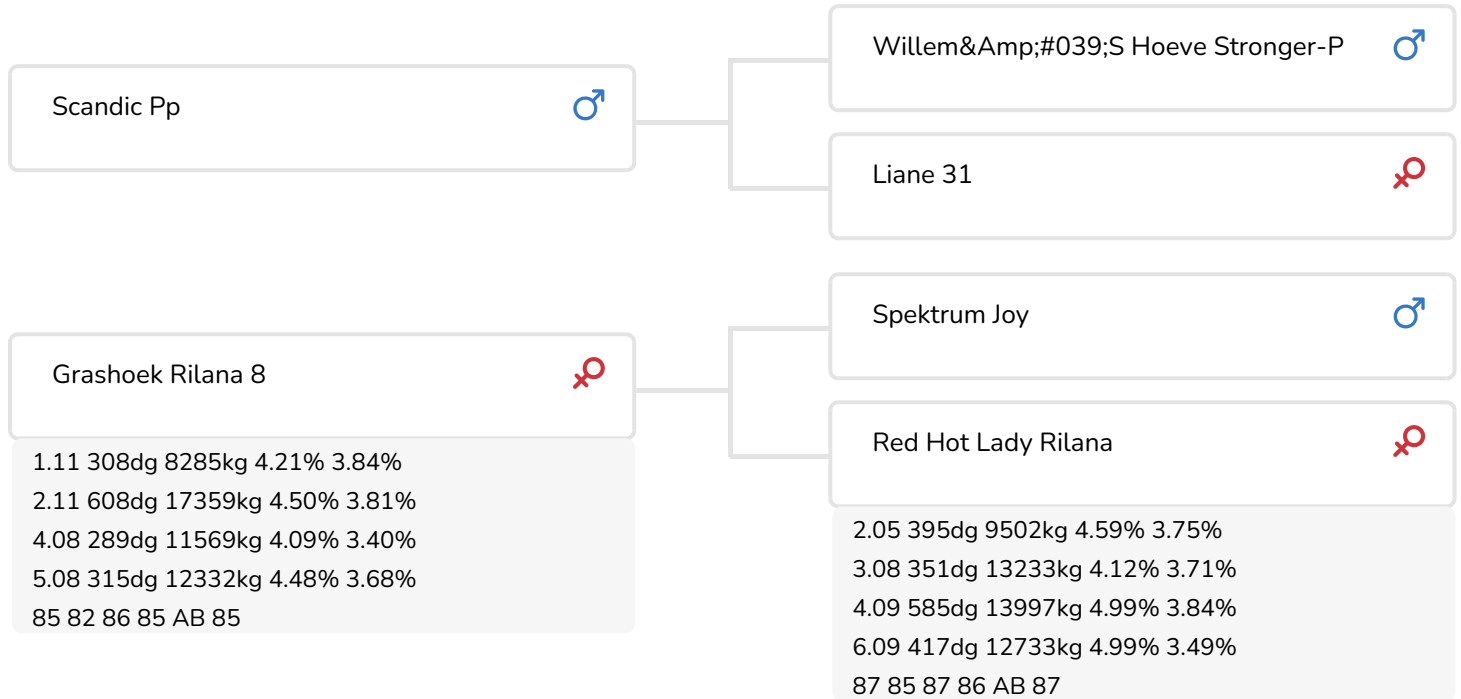 Scandic Pp
Grashoek Rilana 8
1.11 308dg 8285kg 4.21% 3.84%
2.11 608dg 17359kg 4.50% 3.81%
4.08 289dg 11569kg 4.09% 3.40%
5.08 315dg 12332kg 4.48% 3.68%
85 82 86 85 AB 85
Willem&Amp;#039;S Hoeve Stronger-P
Liane 31
Spektrum Joy
Red Hot Lady Rilana
2.05 395dg 9502kg 4.59% 3.75%
3.08 351dg 13233kg 4.12% 3.71%
4.09 585dg 13997kg 4.99% 3.84%
6.09 417dg 12733kg 4.99% 3.49%
87 85 87 86 AB 87